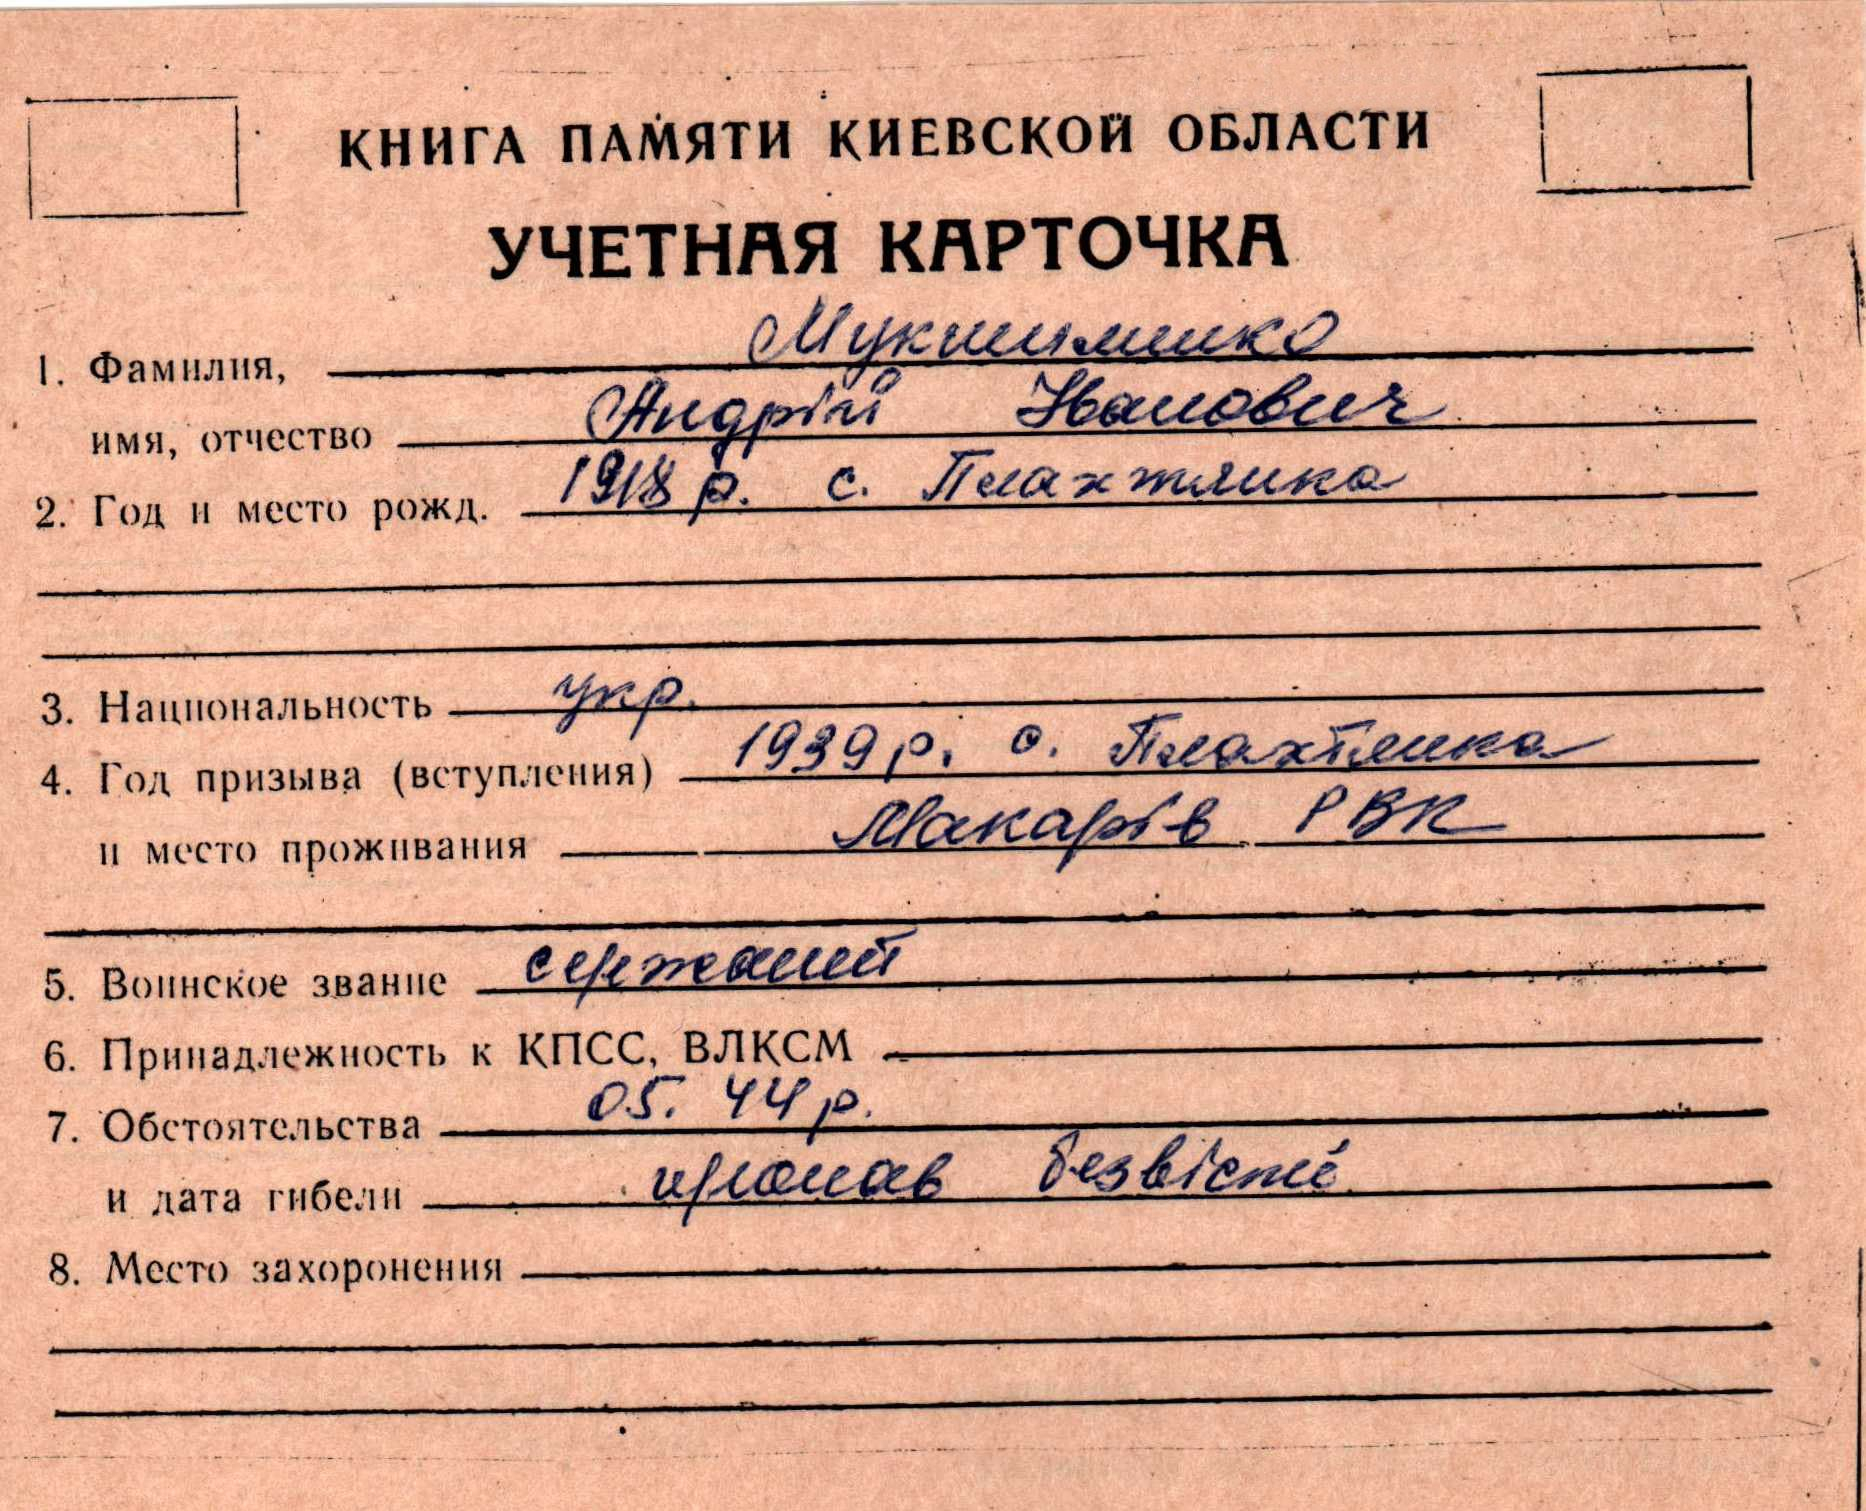 КНИГА ПАМЯТИ КИЕВСКОЙ ОБЛАСТИ
УЧЕТНАЯ КАРТОЧКА
1. Фамилия,
имя, отчество Андрій Іванович
2. Год и место рожд. 1918 р. с. Плахтянка
3. Национальность укр.
4. Год призыва (вступления) 1939 р. с. Плахтянка
и место проживания Макарів РВК
5. Воинское звание сержант
6. Принадлежность к КПСС, ВЛКСМ
7. Обстоятельства 05. 44 р.
и дата гибели пропав безвісті
8. Место захоронения